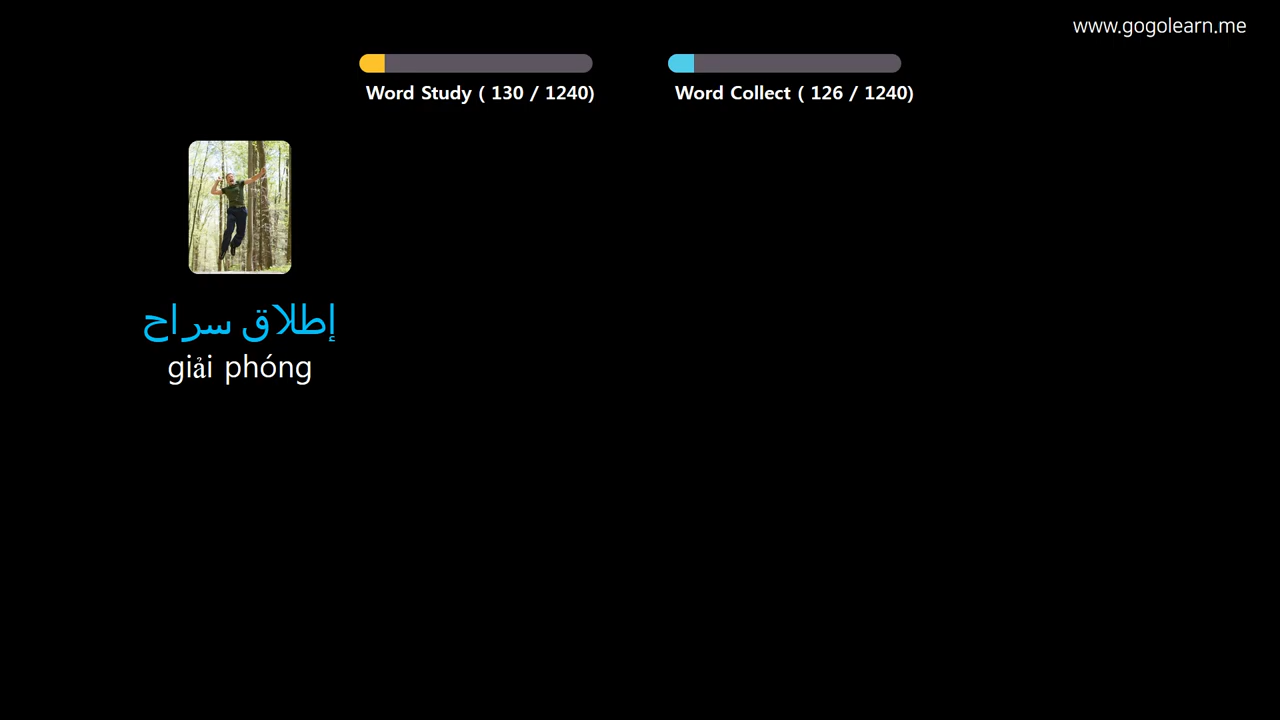 www.gogolearn.me
Word Study ( 130 / 1240)
Word Collect ( 126 / 1240)
إطلاق سراح
giải phóng